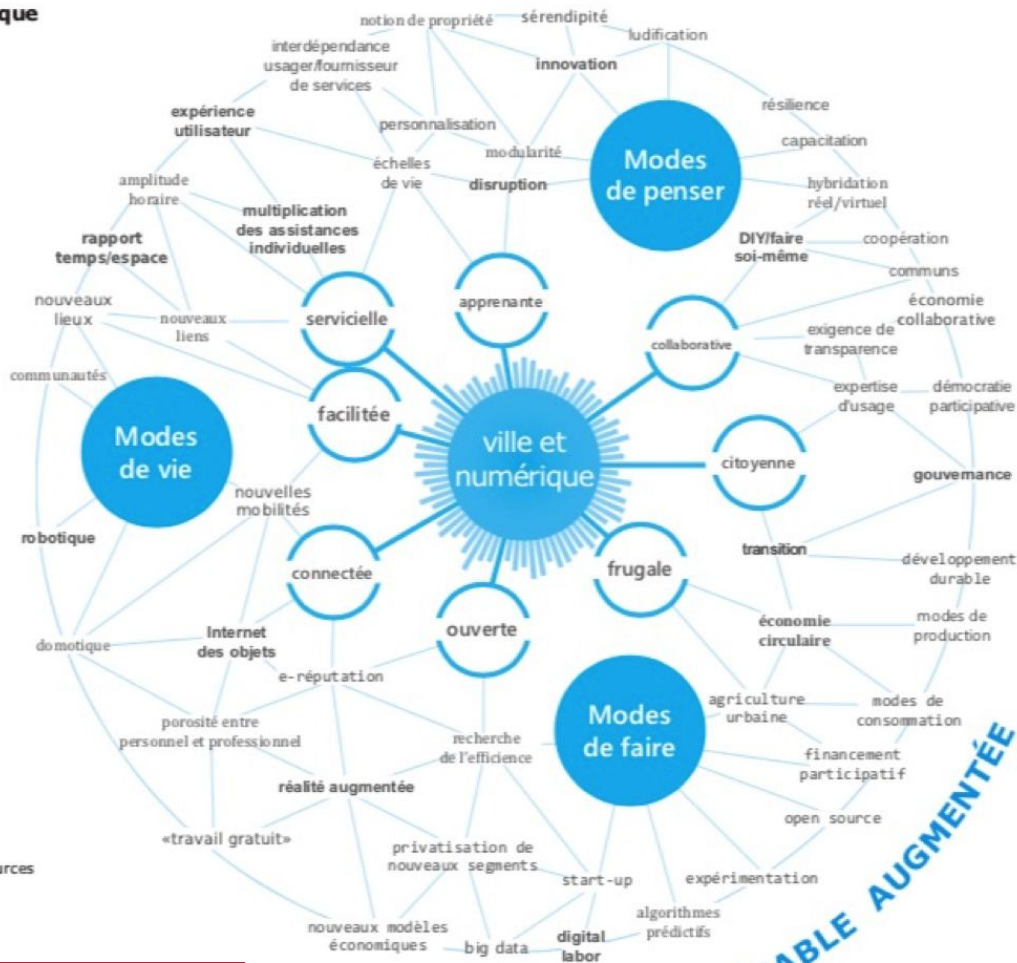 que
notion de propriété
sérendipité
ludification
interdépendance
usager/fournisseur
de services
innovation
expérience
utilisateur
résilience
personnalisation
capacitation
Modes
de penser
échelles
de vie
modularité
disruption
amplitude
horaire
hybridation
réel/virtuel
multiplication
des assistances
individuelles
rapport
temps/espace
DIY/faire
soi-même
coopération
communs
nouveaux
lieux
nouveaux
liens
servicielle
apprenante
économie
collaborative
collaborative
exigence de
transparence
communautés
facilitée
expertise
d'usage
démocratie
participative
Modes
de vie
ville et
numérique
citoyenne
gouvernance
nouvelles
mobilités
robotique
connectée
frugale
transition
développement
durable
ouverte
économie
circulaire
modes de
production
domotique
Internet
des objets
e-réputation
Modes
de faire
agriculture
urbaine
modes de
consommation
porosité entre
personnel et professionnel
recherche
de l'efficience
financement
participatif
réalité augmentée
open source
«travail gratuit»
privatisation de
nouveaux segments
urces
start-up
expérimentation
nouveaux modèles
économiques
big data
digital
labor
algorithmes
prédictifs
ABLE AUGMENTÉE